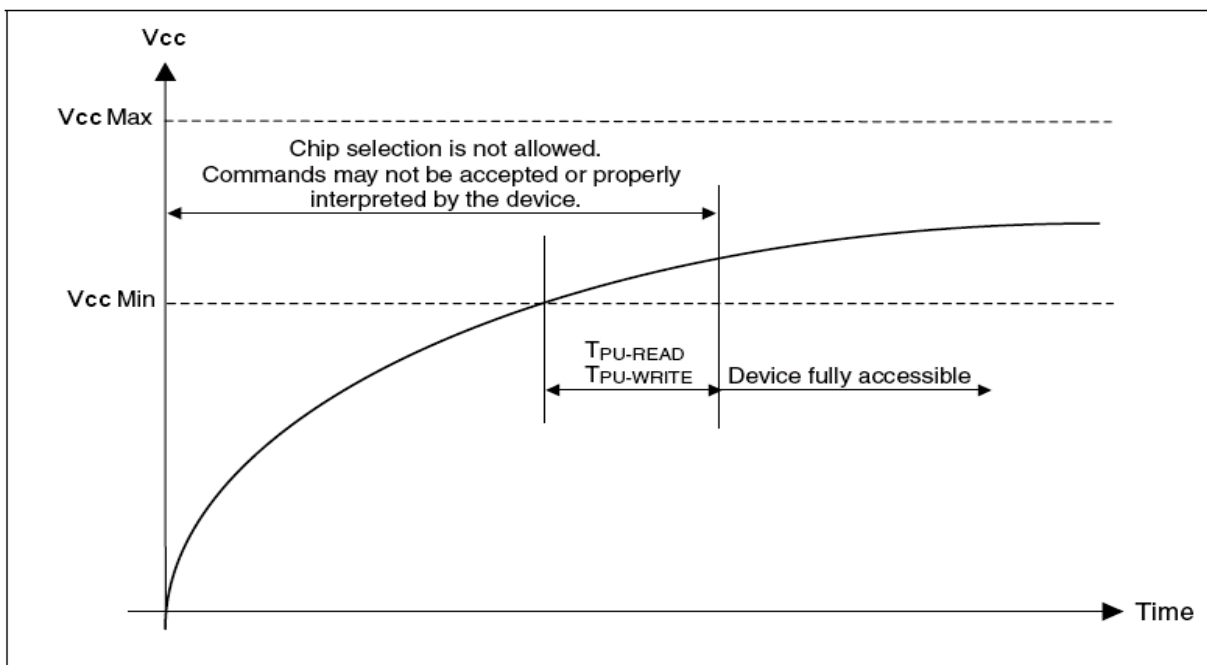 Vcc
Vcc Max
Chip selection is not allowed.
Commands may not be accepted or properly
interpreted by the device.
Vcc Min
TPU-READ
TPU-WRITE
Device fully accessible
Time